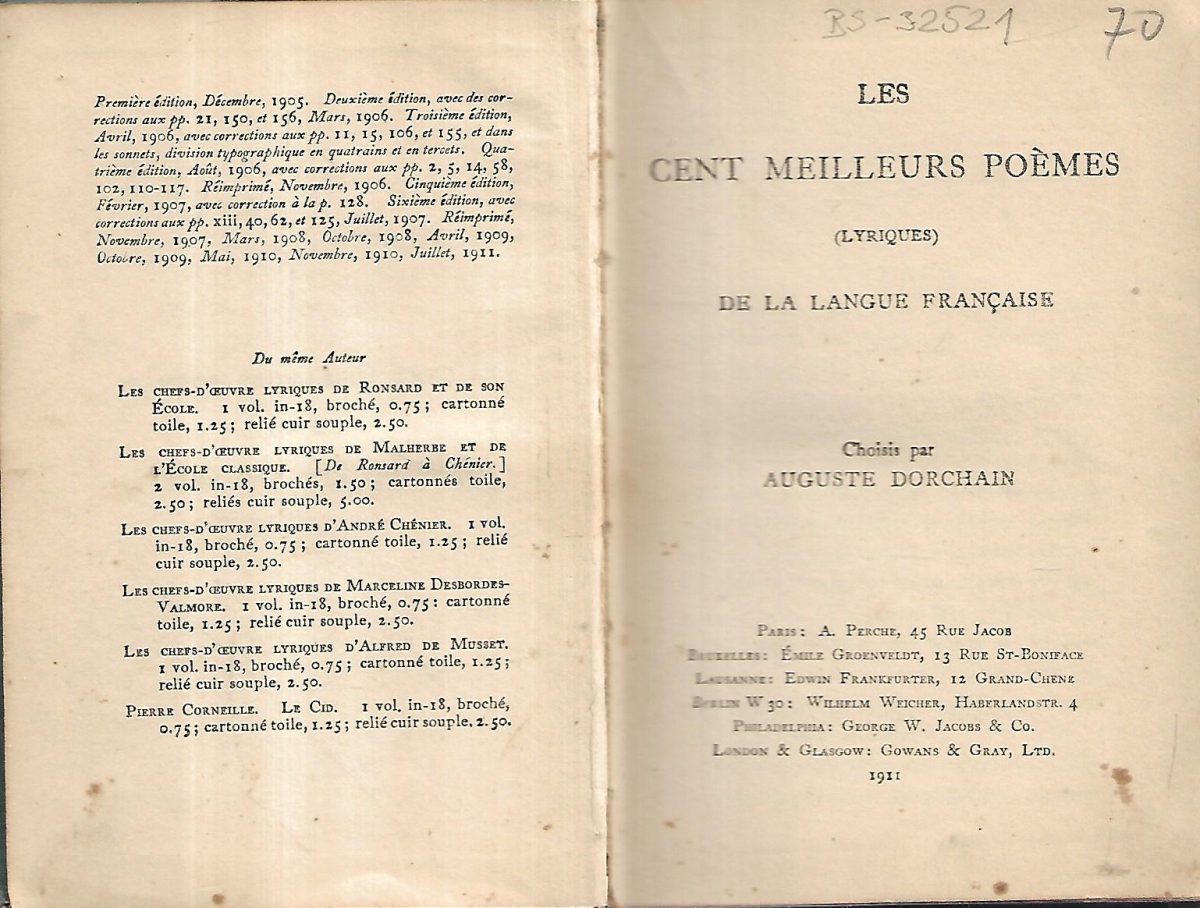 Première édition, Décembre, 1905. Deuxième édition, avec des cor-
rections aux pp. 21, 150, et 156, Mars, 1906. Troisième édition,
Avril, 1906, avec corrections aux pp. 11, 15, 106, et 155, et dans
les sonnets, division typographique en quatrains et en tercets. Qua-
trième édition, Août, 1906, avec corrections aux pp. 2, 5, 14, 58,
102, 110-117. Réimprimé, Novembre, 1906. Cinquième édition,
Février, 1907, avec correction à la p. 128. Sixième édition, avec
corrections aux pp. xiii, 40, 62, et 125, Juillet, 1907. Réimprimé,
Novembre, 1907, Mars, 1908, Octobre, 1908, Avril, 1909,
Octobre, 1909, Mai, 1910, Novembre, 1910, Juillet, 1911.
Du même Auteur
Les chefs-d'œuvre lyriques de Ronsard et de son
École. 1 vol. in-18, broché, 0.75; cartonné
toile, 1.25; relié cuir souple, 2.50.
Les chefs-d'œuvre lyriques de Malherbe et de
l'École classique. [De Ronsard à Chénier.]
2 vol. in-18, brochés, 1.50; cartonnés toile,
2.50; reliés cuir souple, 5.00.
Les chefs-d'œuvre lyriques d'André Chénier. 1 vol.
in-18, broché, 0.75; cartonné toile, 1.25; relié
cuir souple, 2.50.
Les chefs-d'œuvre lyriques de Marceline Desbordes-
Valmore. 1 vol. in-18, broché, 0.75: cartonné
toile, 1.25; relié cuir souple, 2.50.
Les chefs-d'œuvre lyriques d'Alfred de Musset.
1 vol. in-18, broché, 0.75; cartonné toile, 1.25;
relié cuir souple, 2.50.
Pierre Corneille. Le Cid. 1 vol. in-18, broché,
0.75; cartonné toile, 1.25; relié cuir souple, 2.50.
BS-32521 70
LES
CENT MEILLEURS POÈMES
(LYRIQUES)
DE LA LANGUE FRANÇAISE
Choisis par
AUGUSTE DORCHAIN
Paris: A. Perche, 45 Rue Jacob
Bruxelles: Émile Groenveldt, 13 Rue St-Boniface
Lausanne: Edwin Frankfurter, 12 Grand-Chene
Berlin W 30: Wilhelm Weicher, Haberlandstr. 4
Philadelphia: George W. Jacobs & Co.
London & Glasgow: Gowans & Gray, Ltd.
1911